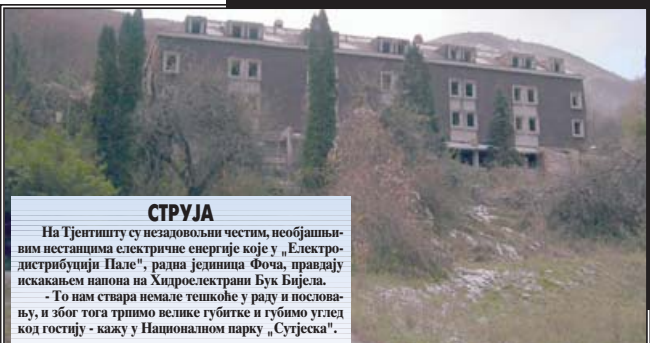 СТРУЈА
На Тјентишту су незадовољни честим, необјашњи-
вим нестанцима електричне енергије које у „Електро-
дистрибуцији Пале", радна јединица Фоча, правдају
искакањем напона на Хидроелектрани Бук Бијела.
- То нам ствара немале тешкоће у раду и послова-
њу, и због тога трпимо велике губитке и губимо углед
код гостију - кажу у Националном парку „Сутјеска".